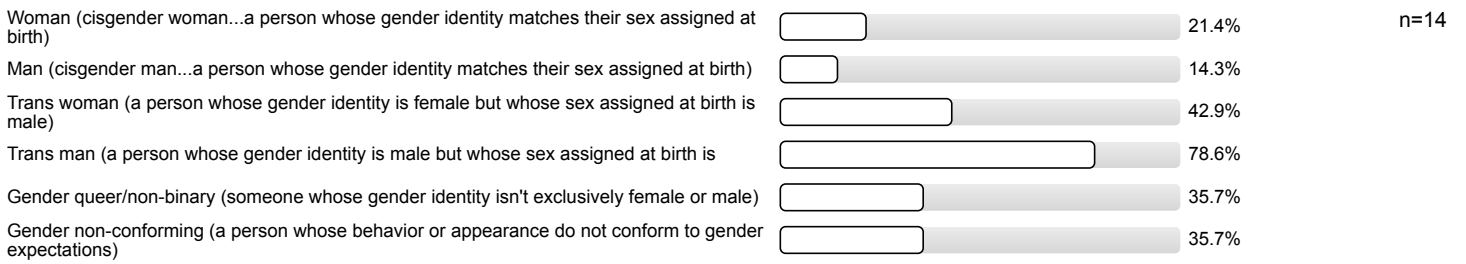 Woman (cisgender woman...a person whose gender identity matches their sex assigned at
birth)
21.4%
n=14
Man (cisgender man...a person whose gender identity matches their sex assigned at birth)
14.3%
Trans woman (a person whose gender identity is female but whose sex assigned at birth is
male)
42.9%
Trans man (a person whose gender identity is male but whose sex assigned at birth is
78.6%
Gender queer/non-binary (someone whose gender identity isn't exclusively female or male)
35.7%
Gender non-conforming (a person whose behavior or appearance do not conform to gender
expectations)
35.7%